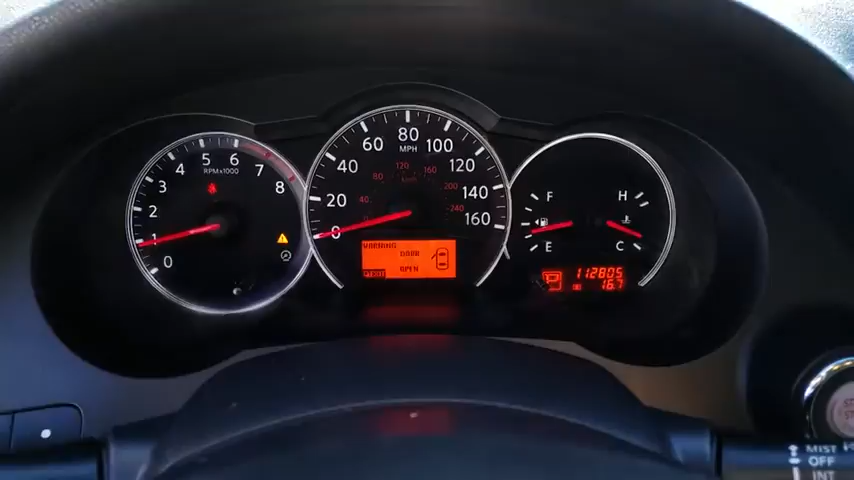 0 1 2 3 4 5 6 7 8
RPMx1000
0 20 40 60 80 100 120 140 160
MPH
40 80 120 160 200 240
WARNING
DOOR
OPEN
F
E
H
C
112805
16.7
MIST
OFF
INT